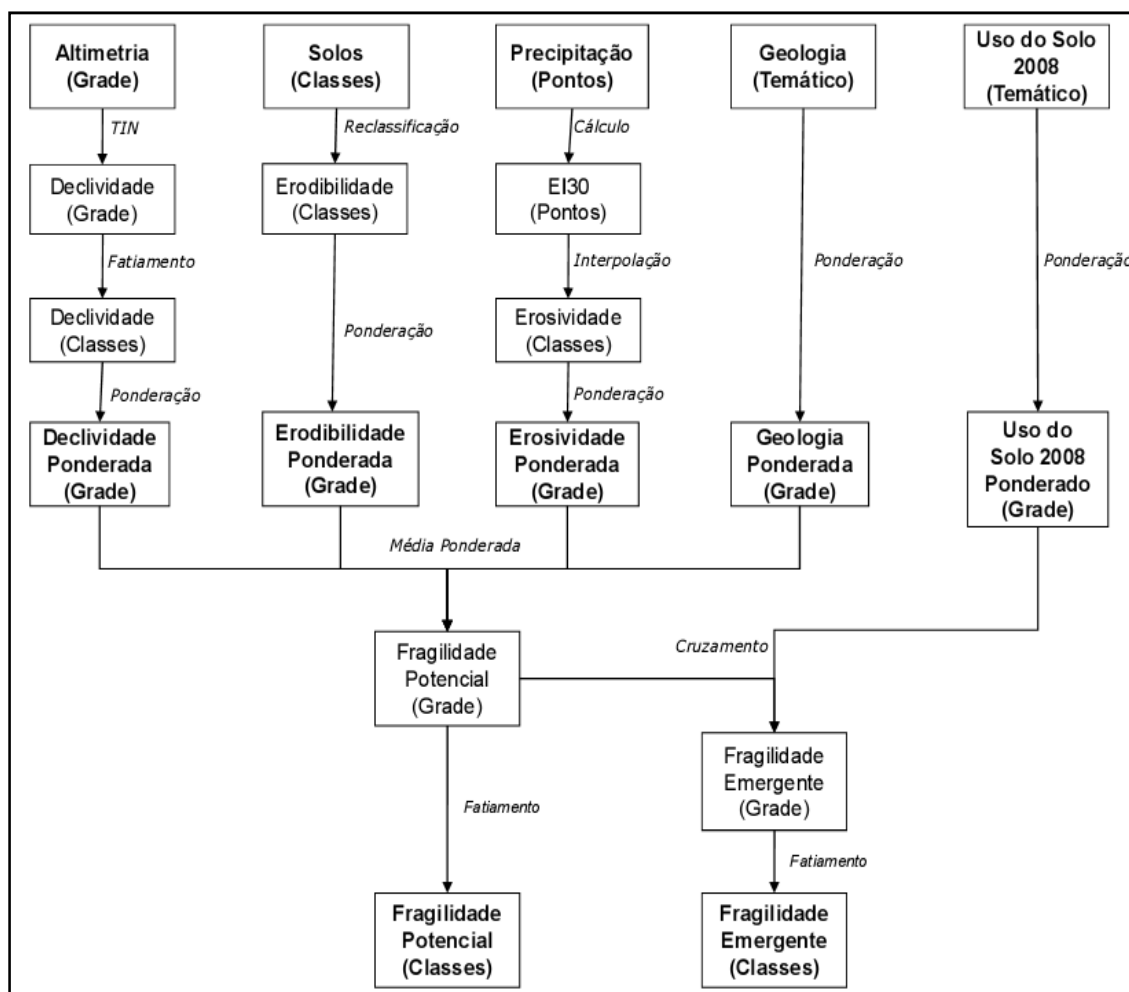 Altimetria
(Grade)
Solos
(Classes)
Precipitação
(Pontos)
Geologia
(Temático)
Uso do Solo
2008
(Temático)
TIN
Reclassificação
Cálculo
Declividade
(Grade)
Erodibilidade
(Classes)
EI30
(Pontos)
Fatiamento
Interpolação
Ponderação
Ponderação
Declividade
(Classes)
Ponderação
Erosividade
(Classes)
Ponderação
Ponderação
Declividade
Ponderada
(Grade)
Erodibilidade
Ponderada
(Grade)
Erosividade
Ponderada
(Grade)
Geologia
Ponderada
(Grade)
Uso do
Solo 2008
Ponderado
(Grade)
Média Ponderada
Fragilidade
Potencial
(Grade)
Cruzamento
Fragilidade
Emergente
(Grade)
Fatiamento
Fatiamento
Fragilidade
Potencial
(Classes)
Fragilidade
Emergente
(Classes)